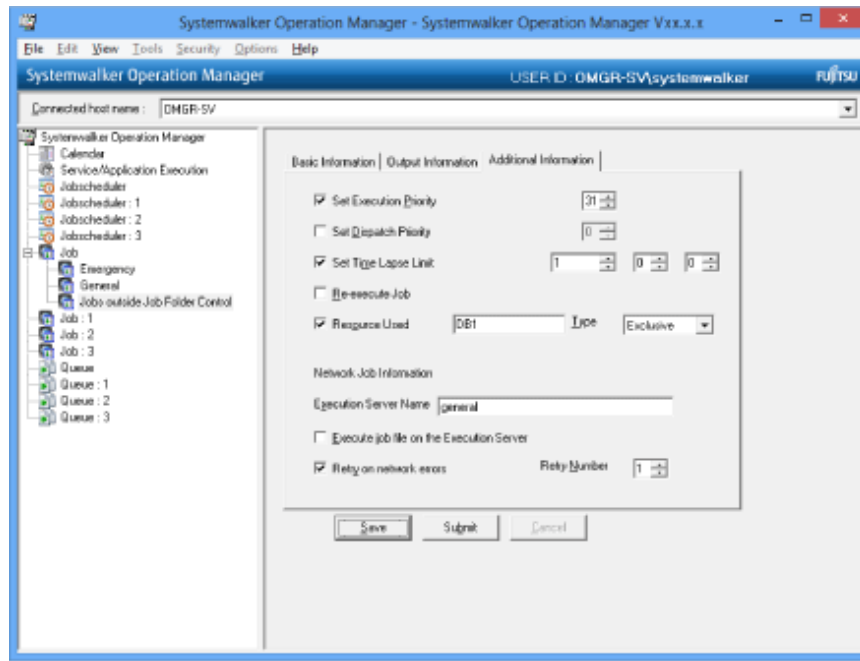 Systemwalker Operation Manager - Systemwalker Operation Manager Vxx.x.x
File Edit View Tools Security Options Help
Systemwalker Operation Manager USER ID : OMGR-SV\systemwalker FUJITSU
Connected host name : OMGR-SV
Systemwalker Operation Manager
Calendar
Service/Application Execution
Jobscheduler
Jobscheduler : 1
Jobscheduler : 2
Jobscheduler : 3
Job
Emergency
General
Jobs outside Job Folder Control
Job : 1
Job : 2
Job : 3
Queue
Queue : 1
Queue : 2
Queue : 3
Basic Information Output Information Additional Information
Set Execution Priority 31
Set Dispatch Priority 0
Set Time Lapse Limit 1 0 0
Re-execute Job
Resource Used DB1 Type Exclusive
Network Job Information
Execution Server Name general
Execute job file on the Execution Server
Retry on network errors Retry Number 1
Save Submit Cancel